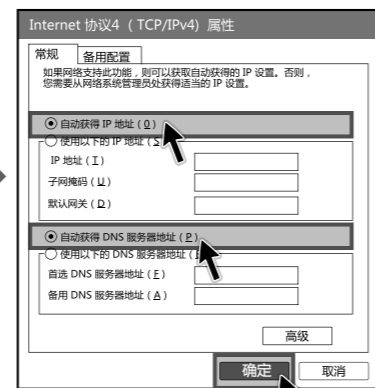 Internet 协议4 （ TCP/IPv4) 属性
常规 备用配置
如果网络支持此功能，则可以获取自动获得的 IP 设置。否则，
您需要从网络系统管理员处获得适当的 IP 设置。
自动获得 IP 地址（O）
使用以下的 IP 地址（S
IP 地址（I）
子网掩码（U）
默认网关（D）
自动获得 DNS 服务器地址（P）
使用以下的 DNS 服务器地址（
首选 DNS 服务器地址（F）
备用 DNS 服务器地址（A）
高级
确定 取消